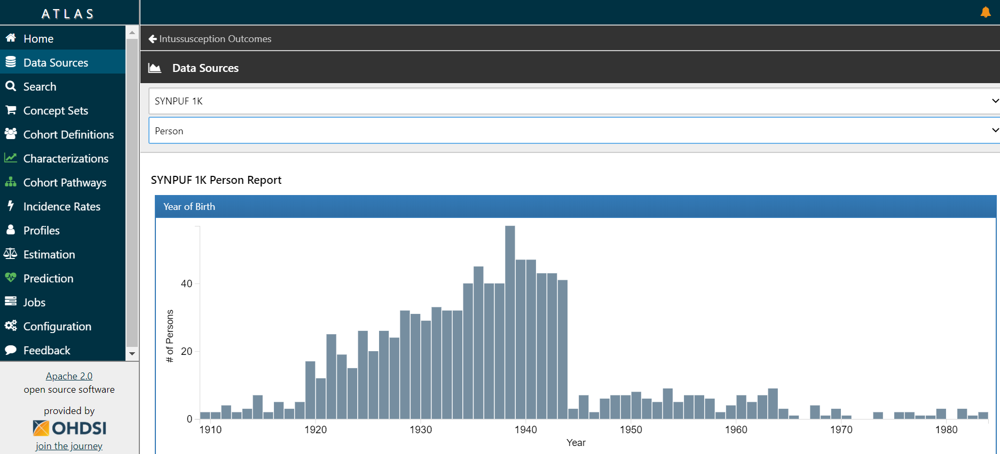 ATLAS
Home
Data Sources
Search
Concept Sets
Cohort Definitions
Characterizations
Cohort Pathways
Incidence Rates
Profiles
Estimation
Prediction
Jobs
Configuration
Feedback
Apache 2.0
open source software
provided by
OHDSI
join the journey
Intussusception Outcomes
Data Sources
SYNPUF 1K
Person
SYNPUF 1K Person Report
Year of Birth
# of Persons
40
20
0
1910 1920 1930 1940 1950 1960 1970 1980
Year